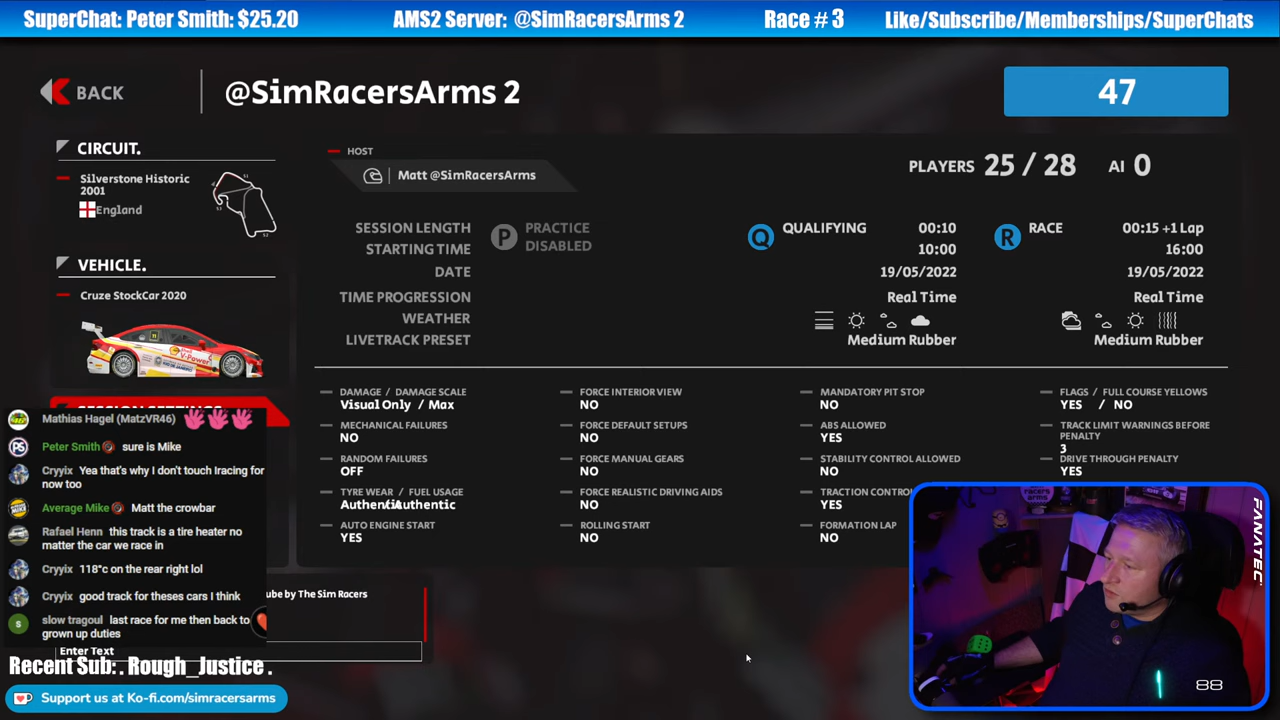 SuperChat: Peter Smith: $25.20
AMS2 Server: @SimRacersArms 2
Race # 3
Like/Subscribe/Memberships/SuperChats
BACK
@SimRacersArms 2
47
CIRCUIT.
Silverstone Historic
2001
England
VEHICLE.
Cruze StockCar 2020
HOST
Matt @SimRacersArms
PLAYERS 25 / 28
AI 0
SESSION LENGTH
STARTING TIME
DATE
TIME PROGRESSION
WEATHER
LIVETRACK PRESET
P
PRACTICE
DISABLED
Q
QUALIFYING
00:10
10:00
19/05/2022
Real Time
Medium Rubber
R
RACE
00:15 +1 Lap
16:00
19/05/2022
Real Time
Medium Rubber
DAMAGE / DAMAGE SCALE
Visual Only / Max
MECHANICAL FAILURES
NO
RANDOM FAILURES
OFF
TYRE WEAR / FUEL USAGE
Authentic/Authentic
AUTO ENGINE START
YES
FORCE INTERIOR VIEW
NO
FORCE DEFAULT SETUPS
NO
FORCE MANUAL GEARS
NO
FORCE REALISTIC DRIVING AIDS
NO
ROLLING START
NO
MANDATORY PIT STOP
NO
ABS ALLOWED
YES
STABILITY CONTROL ALLOWED
NO
TRACTION CONTRO
YES
FORMATION LAP
NO
FLAGS / FULL COURSE YELLOWS
YES / NO
TRACK LIMIT WARNINGS BEFORE
PENALTY
3
DRIVE THROUGH PENALTY
YES
SESSION SETTINGS
Mathias Hagel (MatzVR46)
PS
Peter Smith sure is Mike
Cryyix Yea that's why I don't touch Iracing for
now too
Average Mike Matt the crowbar
Rafael Henn this track is a tire heater no
matter the car we race in
Cryyix 118°c on the rear right lol
Cryyix good track for theses cars I think
s
slow tragoul last race for me then back to
grown up duties
ube by The Sim Racers
Enter Text
Recent Sub: . Rough_Justice .
Support us at Ko-fi.com/simracersarms
racers
arms
FANATEC
88